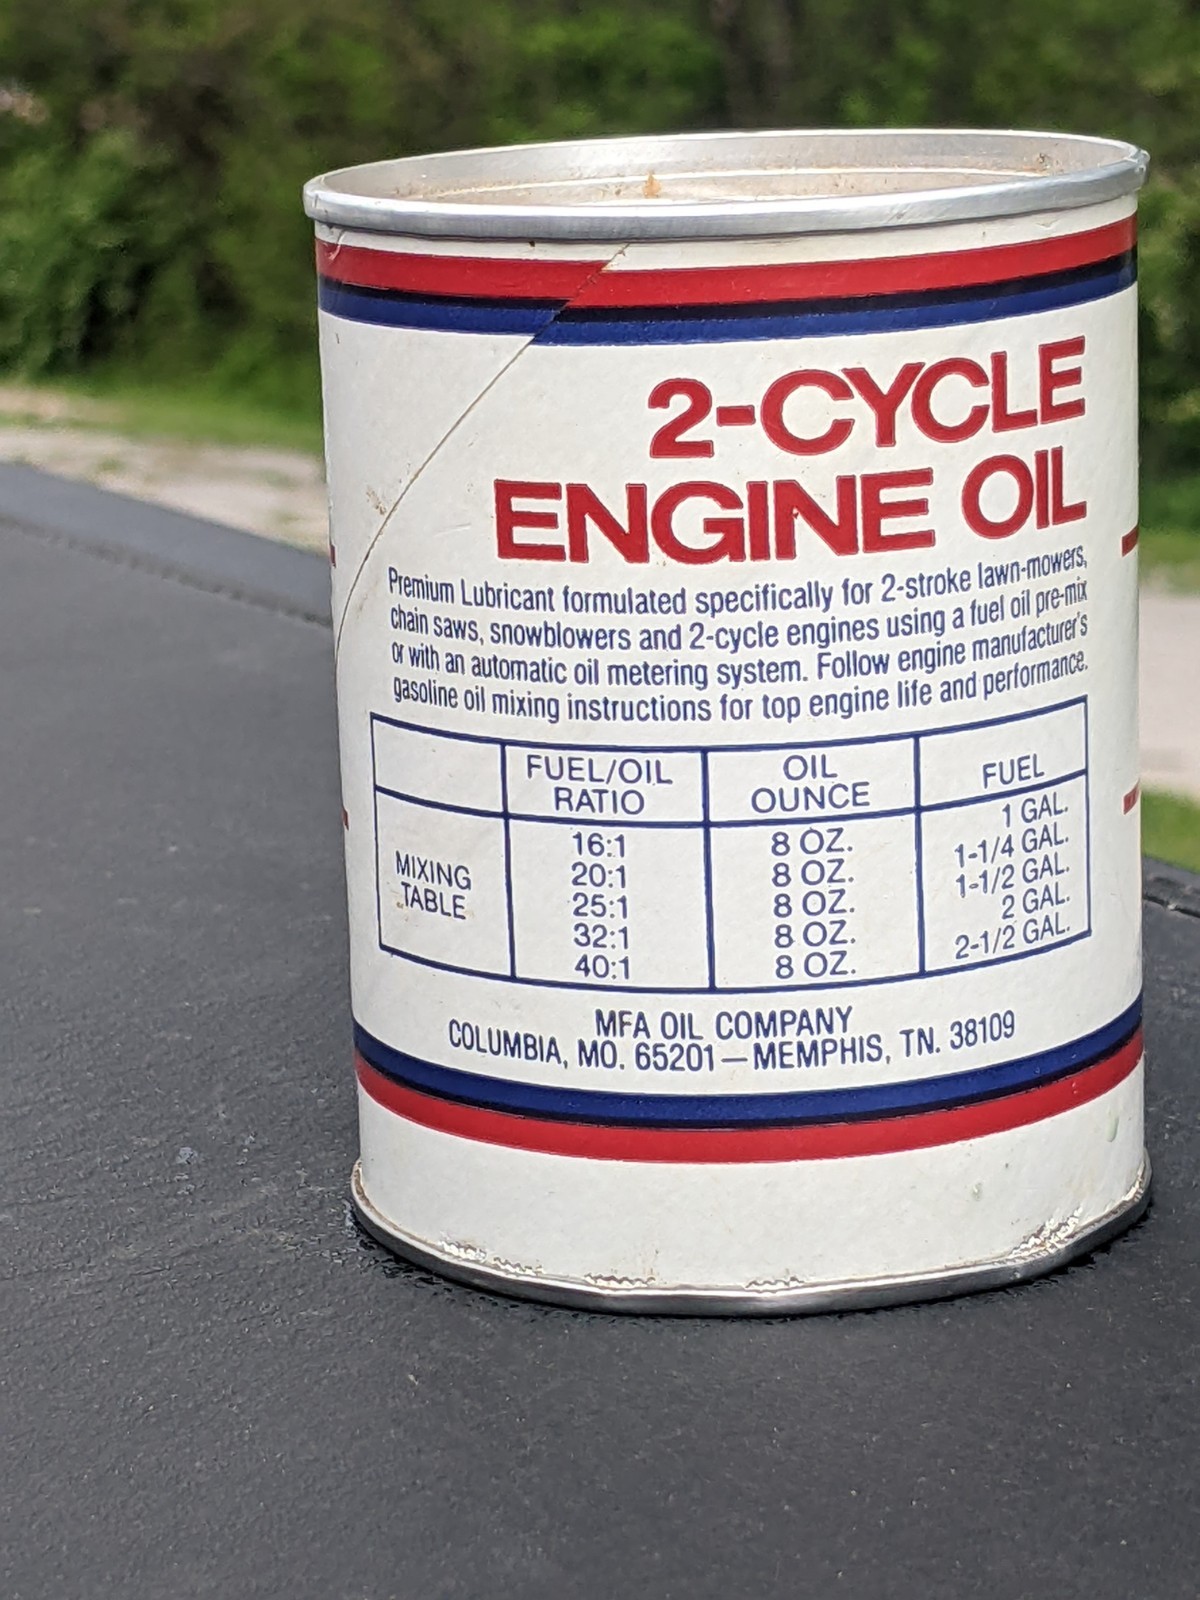 2-CYCLE
ENGINE OIL
Premium Lubricant formulated specifically for 2-stroke lawn-mowers,
chain saws, snowblowers and 2-cycle engines using a fuel oil pre-mix
or with an automatic oil metering system. Follow engine manufacturer's
gasoline oil mixing instructions for top engine life and performance.
FUEL/OIL RATIO OIL OUNCE FUEL
MIXING TABLE
16:1 8 OZ. 1 GAL.
20:1 8 OZ. 1-1/4 GAL.
25:1 8 OZ. 1-1/2 GAL.
32:1 8 OZ. 2 GAL.
40:1 8 OZ. 2-1/2 GAL.
MFA OIL COMPANY
COLUMBIA, MO. 65201—MEMPHIS, TN. 38109